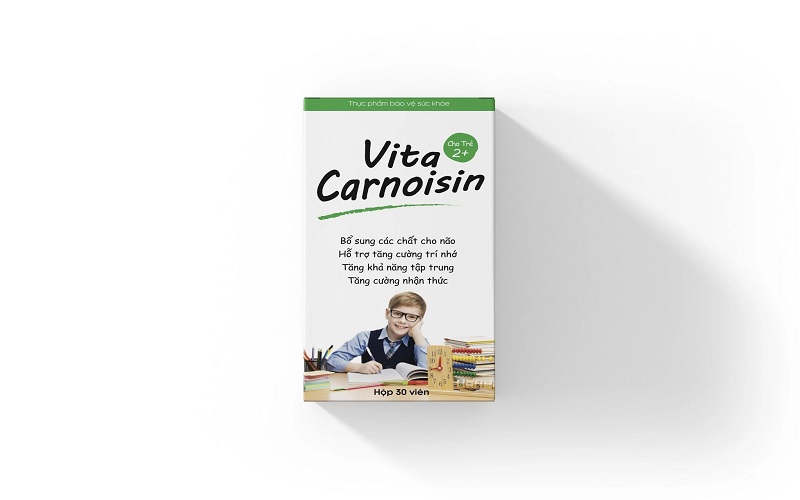 Thực phẩm bảo vệ sức khỏe
Vita
Cho Trẻ
2+
Carnoisin
Bổ sung các chất cho não
Hỗ trợ tăng cường trí nhớ
Tăng khả năng tập trung
Tăng cường nhận thức
Hộp 30 viên